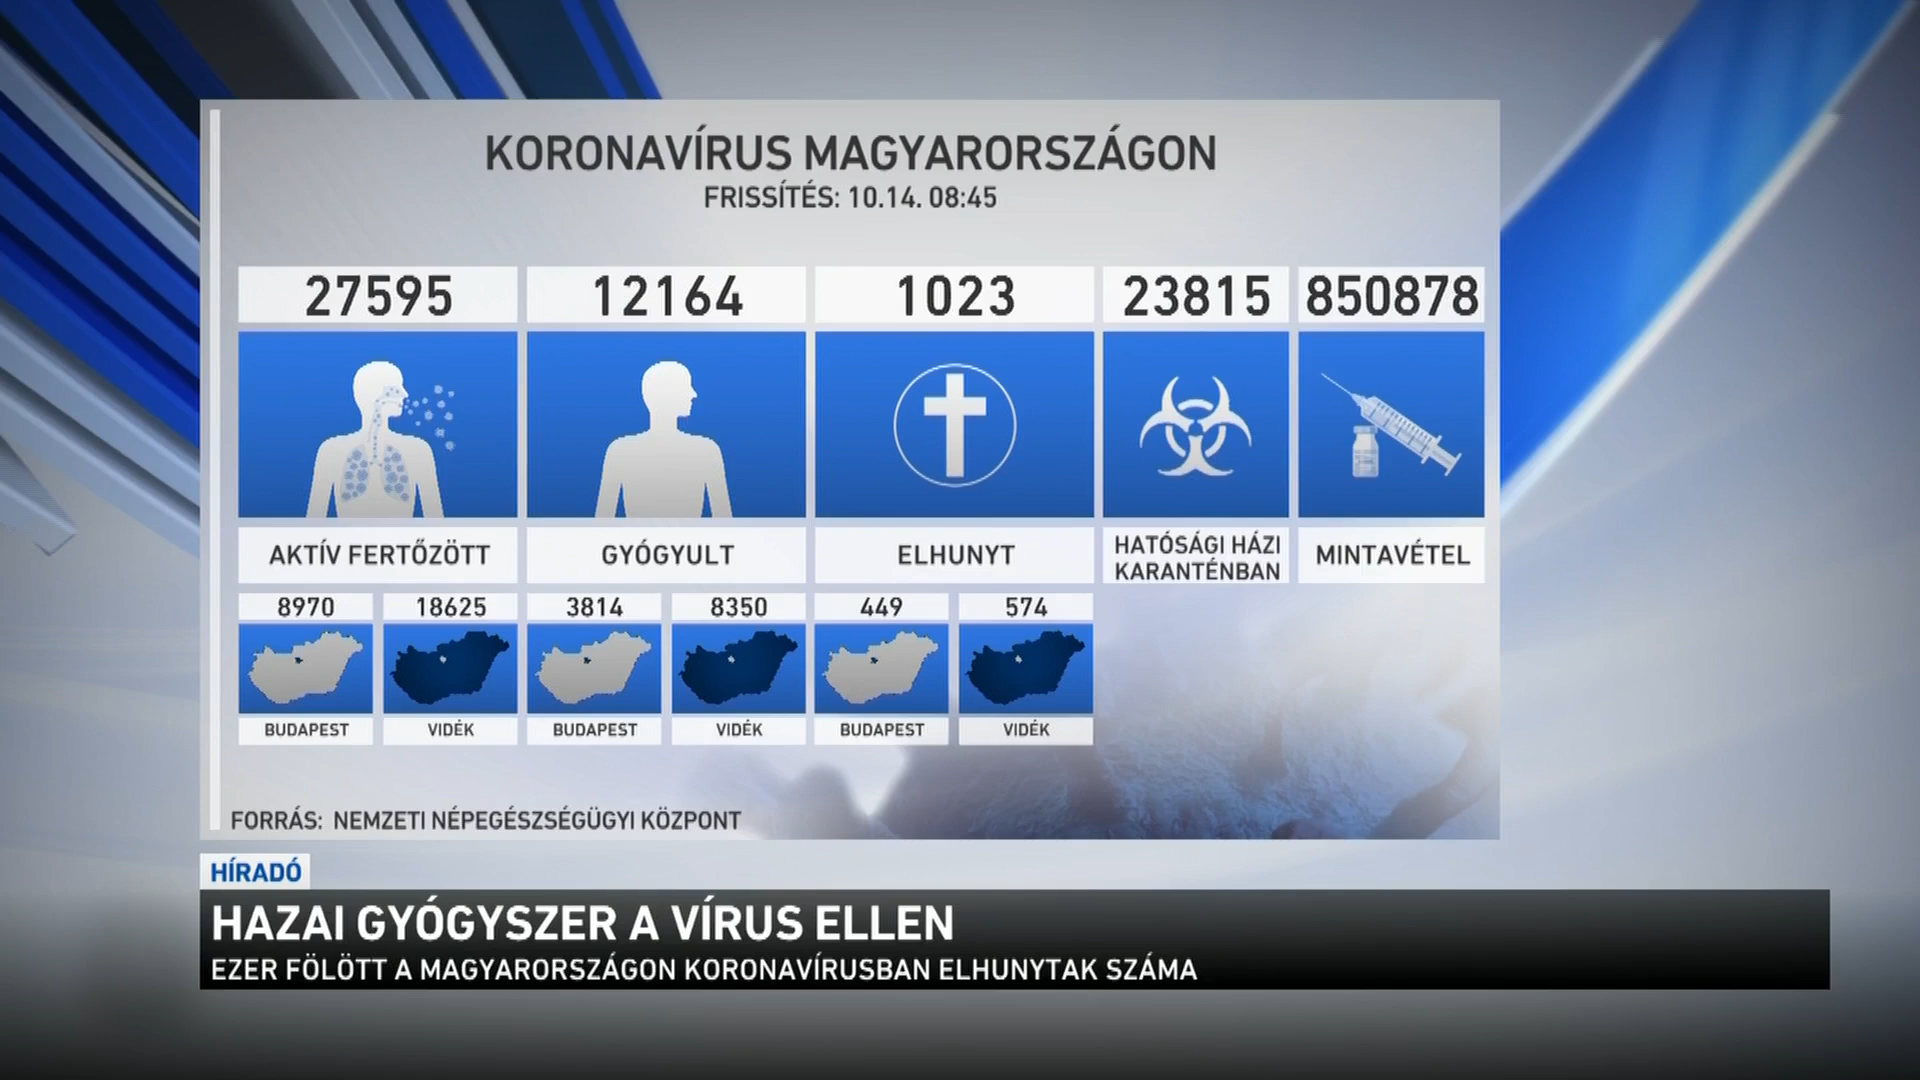 KORONAVÍRUS MAGYARORSZÁGON
FRISSÍTÉS: 10.14. 08:45
27595
12164
1023
23815
850878
AKTÍV FERTŐZÖTT
GYÓGYULT
ELHUNYT
HATÓSÁGI HÁZI
KARANTÉNBAN
MINTAVÉTEL
8970
18625
3814
8350
449
574
BUDAPEST
VIDÉK
BUDAPEST
VIDÉK
BUDAPEST
VIDÉK
FORRÁS: NEMZETI NÉPEGÉSZSÉGÜGYI KÖZPONT
HÍRADÓ
HAZAI GYÓGYSZER A VÍRUS ELLEN
EZER FÖLÖTT A MAGYARORSZÁGON KORONAVÍRUSBAN ELHUNYTAK SZÁMA